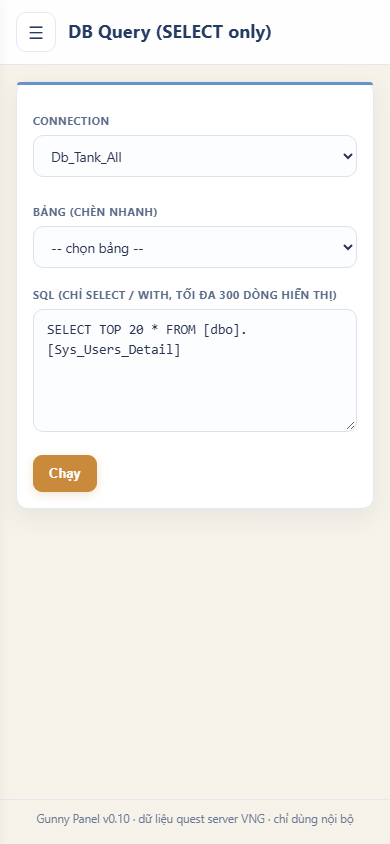 ☰ DB Query (SELECT only)
CONNECTION
Db_Tank_All
BẢNG (CHÈN NHANH)
-- chọn bảng --
SQL (CHỈ SELECT / WITH, TỐI ĐA 300 DÒNG HIỂN THỊ)
SELECT TOP 20 * FROM [dbo].
[Sys_Users_Detail]
Chạy
Gunny Panel v0.10 · dữ liệu quest server VNG · chỉ dùng nội bộ